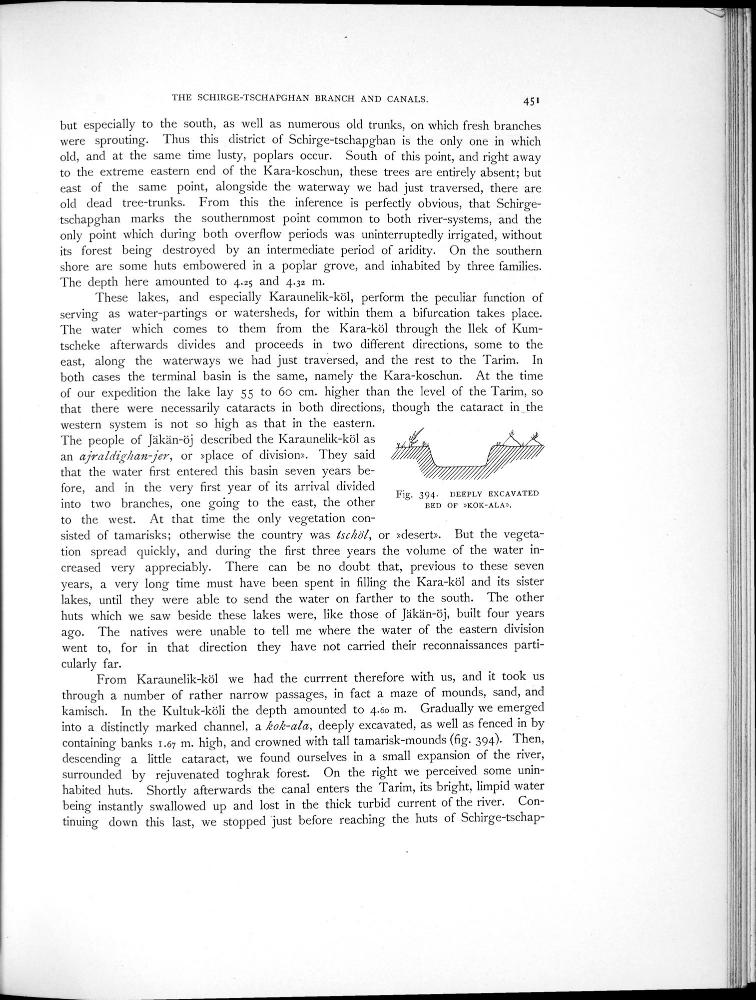 THE SCHIRGE-TSCHAPGHAN BRANCH AND CANALS. 451
but especially to the south, as well as numerous old trunks, on which fresh branches
were sprouting. Thus this district of Schirge-tschapghan is the only one in which
old, and at the same time lusty, poplars occur. South of this point, and right away
to the extreme eastern end of the Kara-koschun, these trees are entirely absent; but
east of the same point, alongside the waterway we had just traversed, there are
old dead tree-trunks. From this the inference is perfectly obvious, that Schirge-
tschapghan marks the southernmost point common to both river-systems, and the
only point which during both overflow periods was uninterruptedly irrigated, without
its forest being destroyed by an intermediate period of aridity. On the southern
shore are some huts embowered in a poplar grove, and inhabited by three families.
The depth here amounted to 4.25 and 4.32 m.
These lakes, and especially Karaunelik-köl, perform the peculiar function of
serving as water-partings or watersheds, for within them a bifurcation takes place.
The water which comes to them from the Kara-köl through the Ilek of Kum-
tscheke afterwards divides and proceeds in two different directions, some to the
east, along the waterways we had just traversed, and the rest to the Tarim. In
both cases the terminal basin is the same, namely the Kara-koschun. At the time
of our expedition the lake lay 55 to 60 cm. higher than the level of the Tarim, so
that there were necessarily cataracts in both directions, though the cataract in the
western system is not so high as that in the eastern.
The people of Jäkän-öj described the Karaunelik-köl as
an ajraldighan-jer, or »place of division». They said
that the water first entered this basin seven years be-
fore, and in the very first year of its arrival divided
into two branches, one going to the east, the other
to the west. At that time the only vegetation con-
Fig. 394. DEEPLY EXCAVATED
BED OF »KOK-ALA».
sisted of tamarisks; otherwise the country was tschöl, or »desert». But the vegeta-
tion spread quickly, and during the first three years the volume of the water in-
creased very appreciably. There can be no doubt that, previous to these seven
years, a very long time must have been spent in filling the Kara-köl and its sister
lakes, until they were able to send the water on farther to the south. The other
huts which we saw beside these lakes were, like those of Jäkän-öj, built four years
ago. The natives were unable to tell me where the water of the eastern division
went to, for in that direction they have not carried their reconnaissances parti-
cularly far.
From Karaunelik-köl we had the currrent therefore with us, and it took us
through a number of rather narrow passages, in fact a maze of mounds, sand, and
kamisch. In the Kultuk-köli the depth amounted to 4.60 m. Gradually we emerged
into a distinctly marked channel, a kok-ala, deeply excavated, as well as fenced in by
containing banks 1.67 m. high, and crowned with tall tamarisk-mounds (fig. 394). Then,
descending a little cataract, we found ourselves in a small expansion of the river,
surrounded by rejuvenated toghrak forest. On the right we perceived some unin-
habited huts. Shortly afterwards the canal enters the Tarim, its bright, limpid water
being instantly swallowed up and lost in the thick turbid current of the river. Con-
tinuing down this last, we stopped just before reaching the huts of Schirge-tschap-